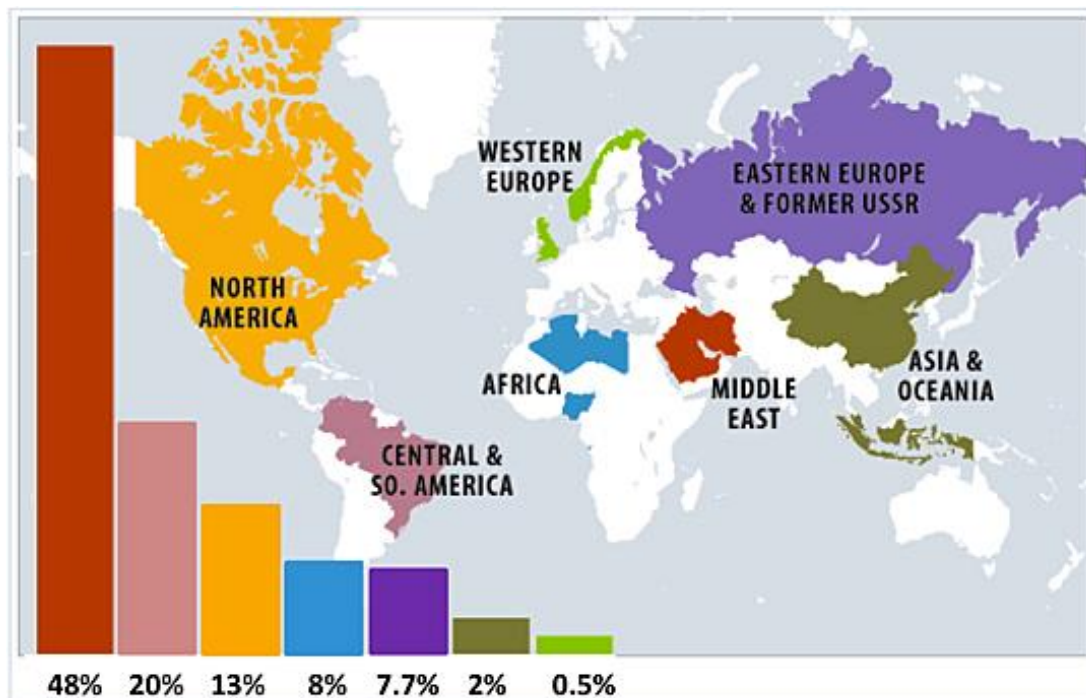 WESTERN
EUROPE
EASTERN EUROPE
& FORMER USSR
NORTH
AMERICA
AFRICA
MIDDLE
EAST
ASIA &
OCEANIA
CENTRAL &
SO. AMERICA
48% 20% 13% 8% 7.7% 2% 0.5%